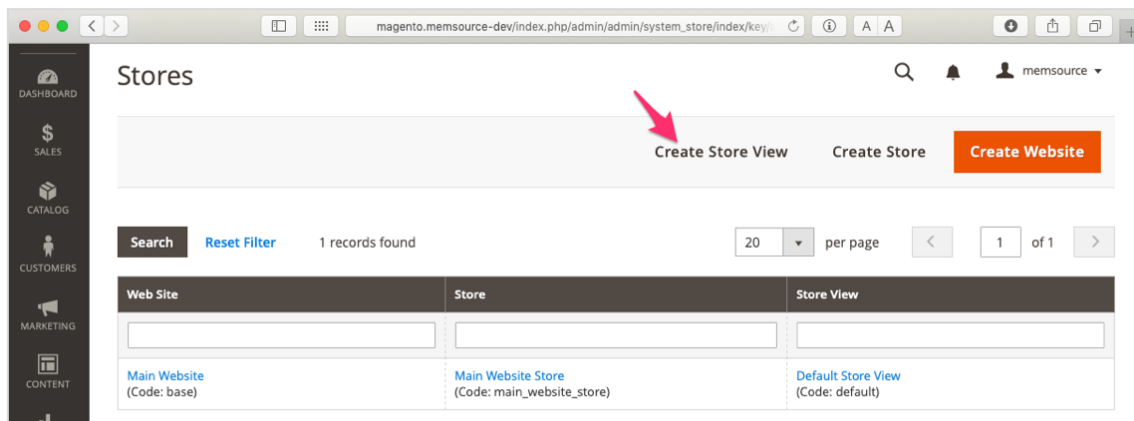 magento.memsource-dev/index.php/admin/admin/system_store/index/key/
A A
DASHBOARD
Stores
memsource
$
SALES
Create Store View Create Store Create Website
CATALOG
Search Reset Filter 1 records found 20 per page 1 of 1
CUSTOMERS
Web Site Store Store View
MARKETING
CONTENT
Main Website Main Website Store Default Store View
(Code: base) (Code: main_website_store) (Code: default)